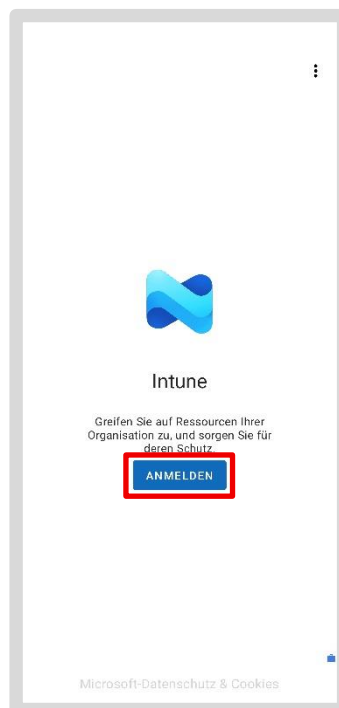 Intune
Greifen Sie auf Ressourcen Ihrer
Organisation zu, und sorgen Sie für
deren Schutz.
ANMELDEN
Microsoft-Datenschutz & Cookies